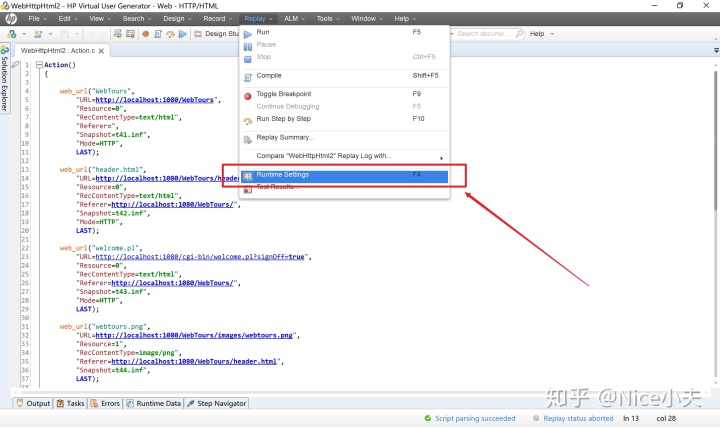 WebHttpHtml2 - HP Virtual User Generator - Web - HTTP/HTML
File Edit View Search Design Record Replay ALM Tools Window Help
Design Stu
Search documen... Help
WebHttpHtml2 : Action.c
Solution Explorer
Run F5
Pause
Stop Ctrl+F5
Compile Shift+F5
Toggle Breakpoint F9
Continue Debugging F5
Run Step by Step F10
Replay Summary...
Compare "WebHttpHtml2" Replay Log with...
Runtime Settings F4
Test Results...
1 Action()
2 {
3
4 web_url("WebTours",
5 "URL=http://localhost:1080/WebTours",
6 "Resource=0",
7 "RecContentType=text/html",
8 "Referer=",
9 "Snapshot=t41.inf",
10 "Mode=HTTP",
11 LAST);
12
13 web_url("header.html",
14 "URL=http://localhost:1080/WebTours/heade
15 "Resource=0",
16 "RecContentType=text/html",
17 "Referer=http://localhost:1080/WebTours/",
18 "Snapshot=t42.inf",
19 "Mode=HTTP",
20 LAST);
21
22 web_url("welcome.pl",
23 "URL=http://localhost:1080/cgi-bin/welcome.pl?signOff=true",
24 "Resource=0",
25 "RecContentType=text/html",
26 "Referer=http://localhost:1080/WebTours/",
27 "Snapshot=t43.inf",
28 "Mode=HTTP",
29 LAST);
30
31 web_url("webtours.png",
32 "URL=http://localhost:1080/WebTours/images/webtours.png",
33 "Resource=1",
34 "RecContentType=image/png",
35 "Referer=http://localhost:1080/WebTours/header.html",
36 "Snapshot=t44.inf",
37 LAST);
38
Output Tasks Errors Runtime Data Step Navigator
知乎 @Nice小夫
Script parsing succeeded Replay status aborted ln 13 col 28